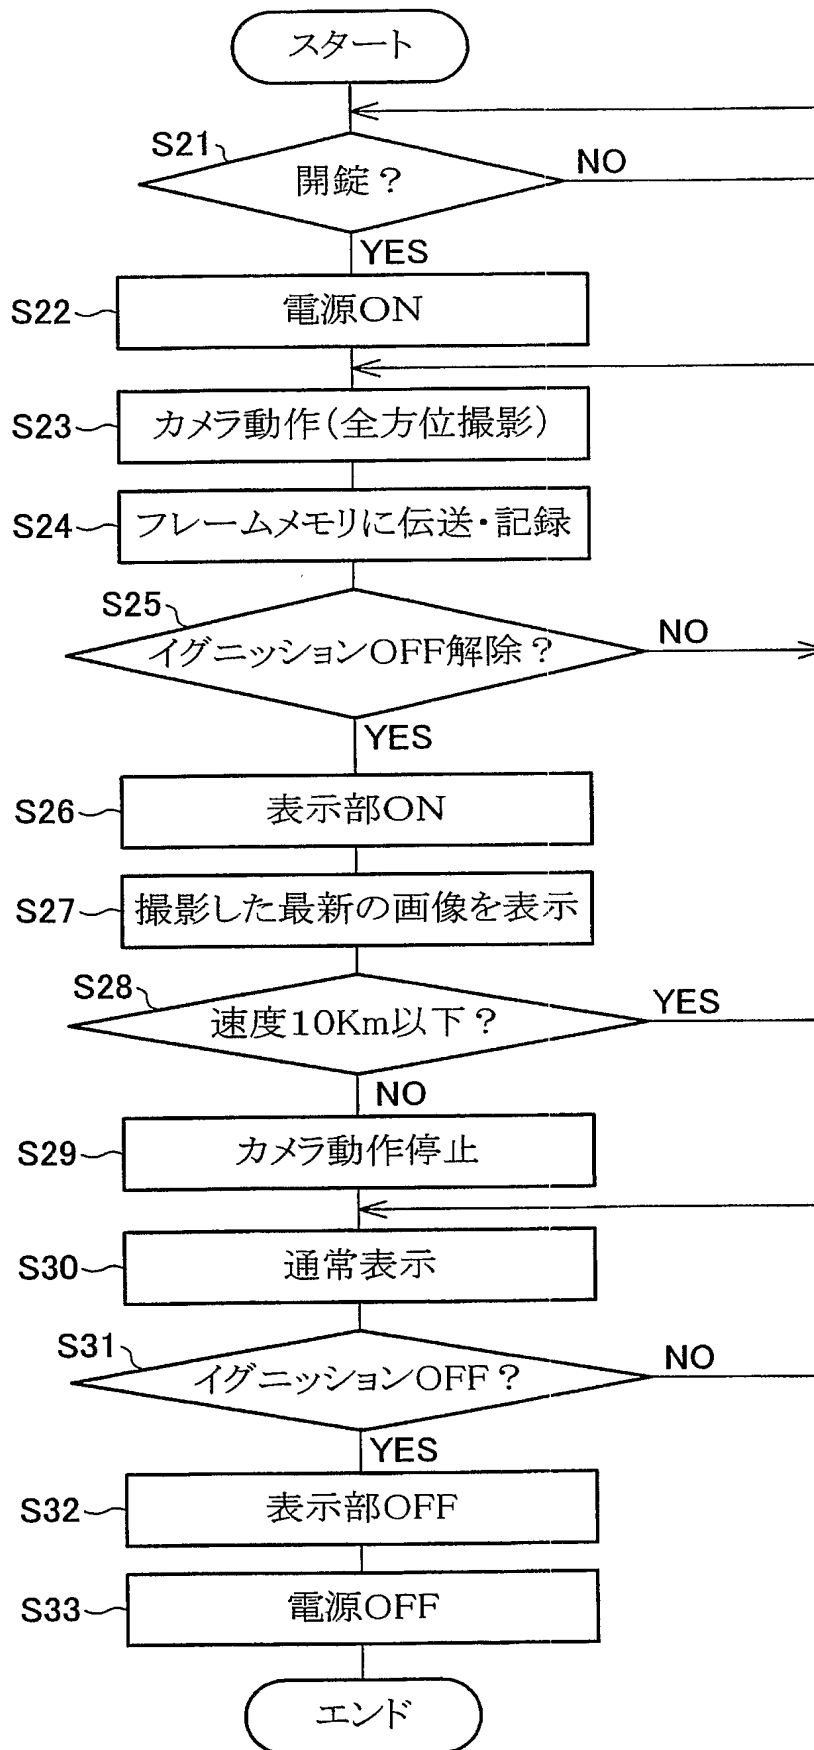 スタート
S21
開錠?
NO
YES
S22
電源ON
S23
カメラ動作(全方位撮影)
S24
フレームメモリに伝送・記録
S25
イグニッションOFF解除?
NO
YES
S26
表示部ON
S27
撮影した最新の画像を表示
S28
速度10Km以下?
YES
NO
S29
カメラ動作停止
S30
通常表示
S31
イグニッションOFF?
NO
YES
S32
表示部OFF
S33
電源OFF
エンド